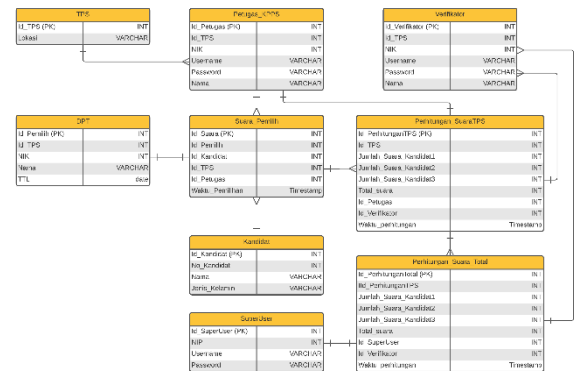 TPS
Id_TPS (PK) INT
Lokasi VARCHAR
Petugas_KPPS
Id_Petugas (PK) INT
Id_TPS INT
NIK INT
Username VARCHAR
Password VARCHAR
Nama VARCHAR
Verifikator
Id_Verifikator (PK) INT
Id_TPS INT
NIK INT
Username VARCHAR
Password VARCHAR
Nama VARCHAR
DPT
Id_Pemilih (PK) INT
Id_TPS INT
NIK INT
Nama VARCHAR
TTL date
Suara_Pemilih
Id_Suara (PK) INT
Id_Pemilih INT
Id_Kandidat INT
Id_TPS INT
Id_Petugas INT
Waktu_Pemilihan Timestamp
Perhitungan_SuaraTPS
Id_PerhitunganTPS (PK) INT
Id_TPS INT
Jumlah_Suara_Kandidat1 INT
Jumlah_Suara_Kandidat2 INT
Jumlah_Suara_Kandidat3 INT
Total_suara INT
Id_Petugas INT
Id_Verifikator INT
Waktu_perhitungan Timestamp
Kandidat
Id_Kandidat (PK) INT
No_Kandidat INT
Nama VARCHAR
Jenis_Kelamin VARCHAR
Perhitungan_Suara_Total
Id_PerhitunganTotal (PK) INT
INT
Jumlah_Suara_Kandidat1 INT
Jumlah_Suara_Kandidat2 INT
Jumlah_Suara_Kandidat3 INT
Total_suara INT
Id_SuperUser INT
Id_Verifikator INT
Waktu_perhitungan Timestamp
SuperUser
Id_SuperUser (PK) INT
NIP INT
Username VARCHAR
Password VARCHAR